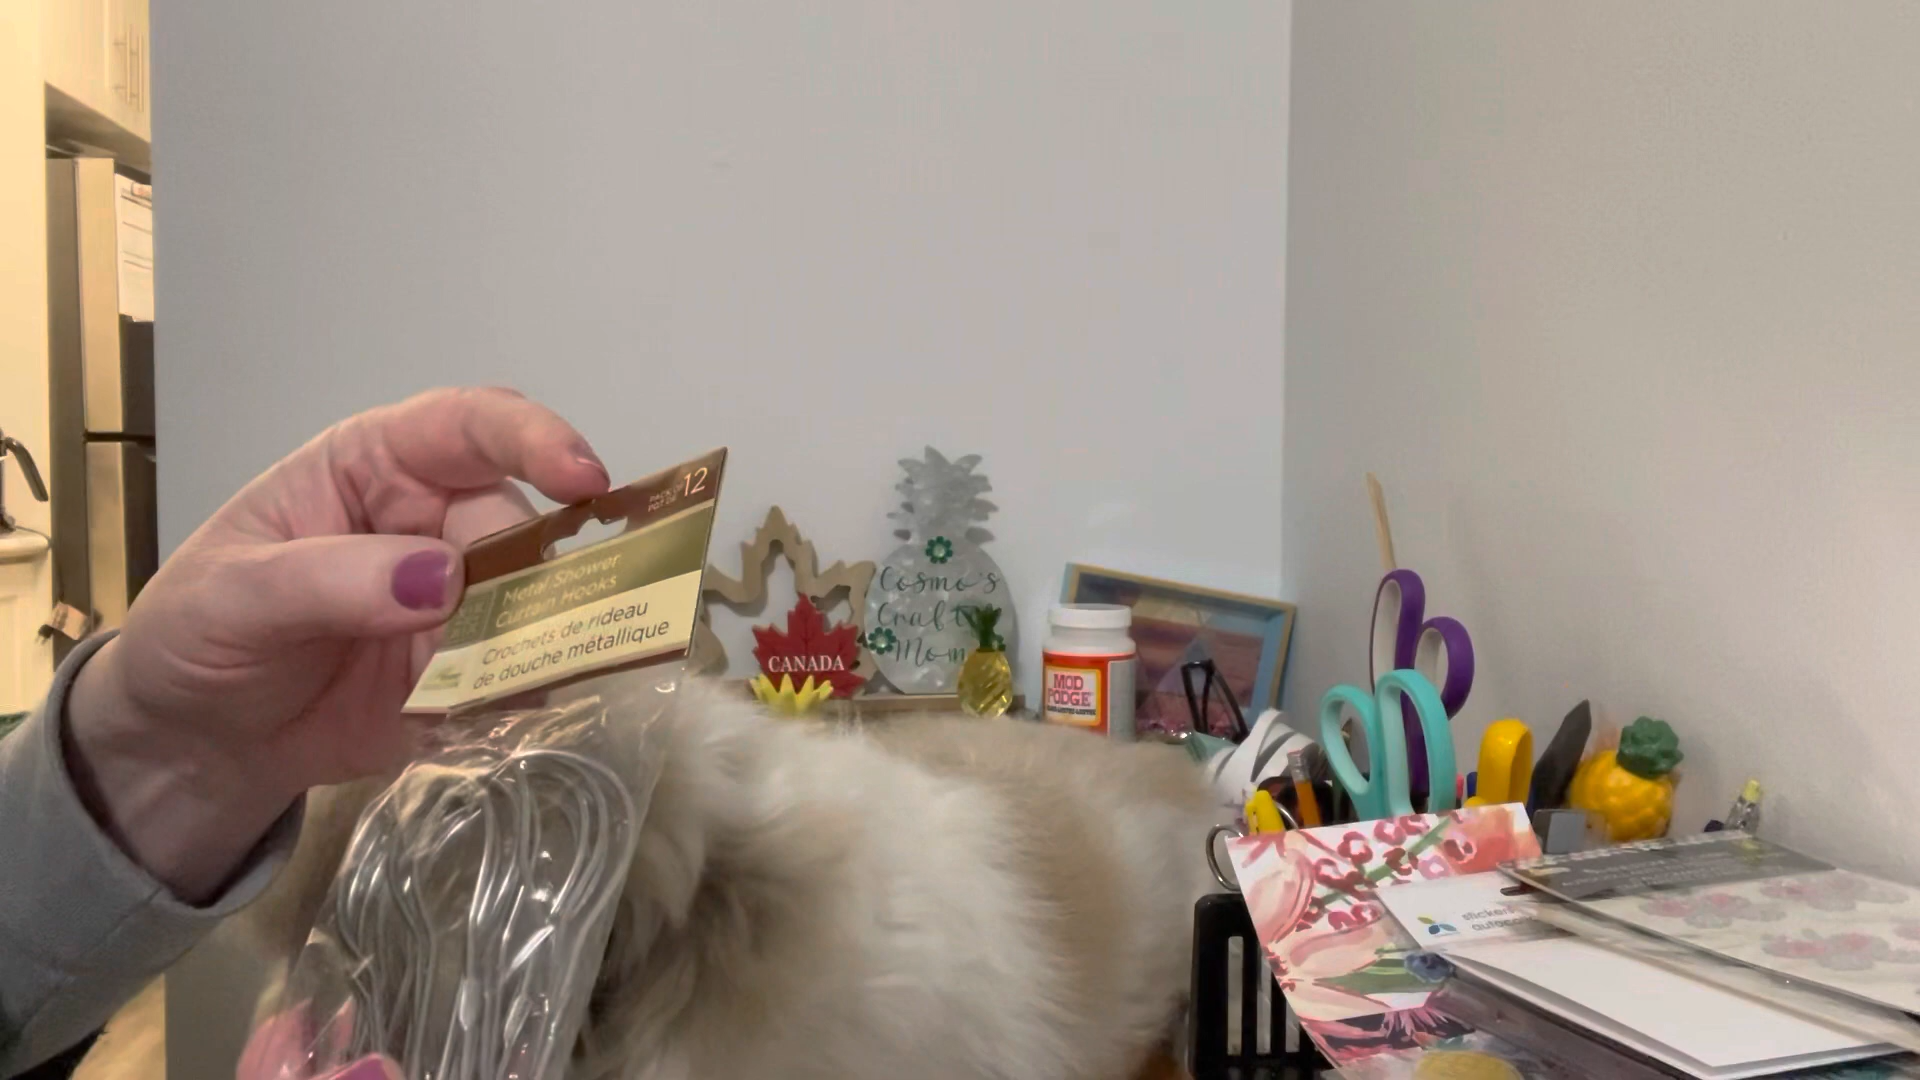 PACK OF 12
PQT DE
Metal Shower
Curtain Hooks
Crochets de rideau
de douche métallique
CANADA
Cosmo's
Crafty
Mom
MOD
PODGE
stickers